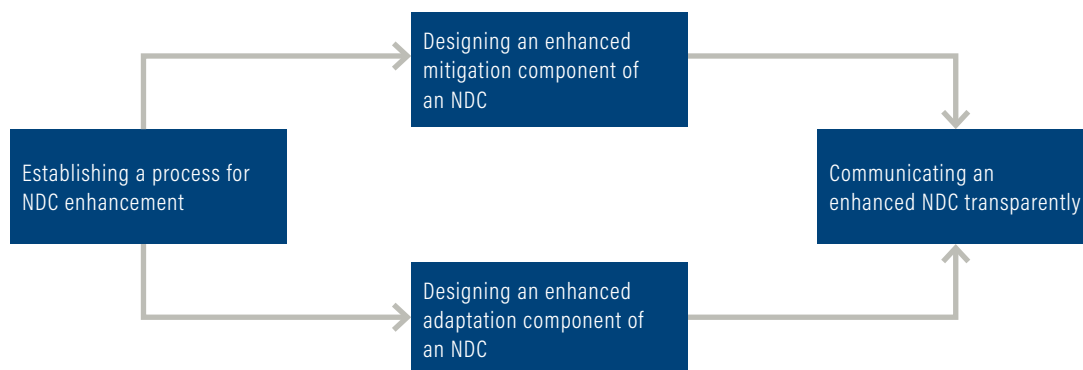 Designing an enhanced
mitigation component of
an NDC
Establishing a process for
NDC enhancement
Communicating an
enhanced NDC transparently
Designing an enhanced
adaptation component of
an NDC